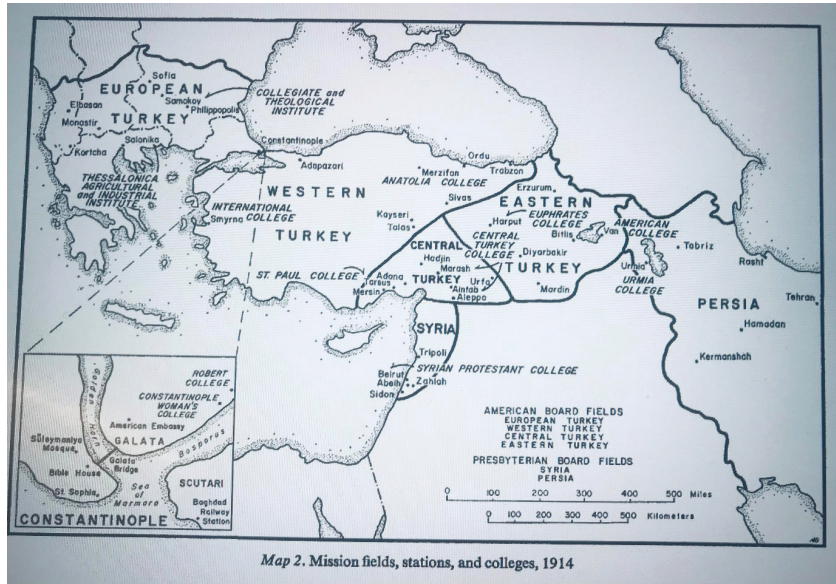 Sofia
EUROPEAN
Samokov
Philippopolis
COLLEGIATE and
THEOLOGICAL
INSTITUTE
Elbasan
Monastir
TURKEY
Salonika
Kortcha
Constantinople
Adapazari
THESSALONICA
AGRICULTURAL
and INDUSTRIAL
INSTITUTE
WESTERN
TURKEY
INTERNATIONAL
COLLEGE
Smyrna
Merzifan
ANATOLIA COLLEGE
Ordu
Trabzon
Sivas
Kayseri
Talas
Erzurum
EASTERN
TURKEY
Harput
EUPHRATES
COLLEGE
Bitlis
Van
AMERICAN
COLLEGE
CENTRAL
TURKEY
COLLEGE
Diyarbakir
Mardin
CENTRAL
TURKEY
Hadjin
Marash
Urfa
Aintab
Aleppo
ST PAUL COLLEGE
Tarsus
Adana
Mersin
Tabriz
Urmia
URMIA
COLLEGE
Rasht
Tehran
PERSIA
Hamadan
Kermanshah
SYRIA
Tripoli
SYRIAN PROTESTANT COLLEGE
Beirut
Abeih
Zahlah
Sidon
AMERICAN BOARD FIELDS
EUROPEAN TURKEY
WESTERN TURKEY
CENTRAL TURKEY
EASTERN TURKEY
PRESBYTERIAN BOARD FIELDS
SYRIA
PERSIA
0 100 200 300 400 500 Miles
0 100 200 300 400 500 Kilometers
Golden Horn
ROBERT
COLLEGE
CONSTANTINOPLE
WOMAN'S
COLLEGE
American Embassy
GALATA
Bosporus
Süleymaniye
Mosque
Galata
Bridge
Bible House
St. Sophia
Sea
of
Marmara
SCUTARI
Baghdad
Railway
Station
CONSTANTINOPLE
Map 2. Mission fields, stations, and colleges, 1914